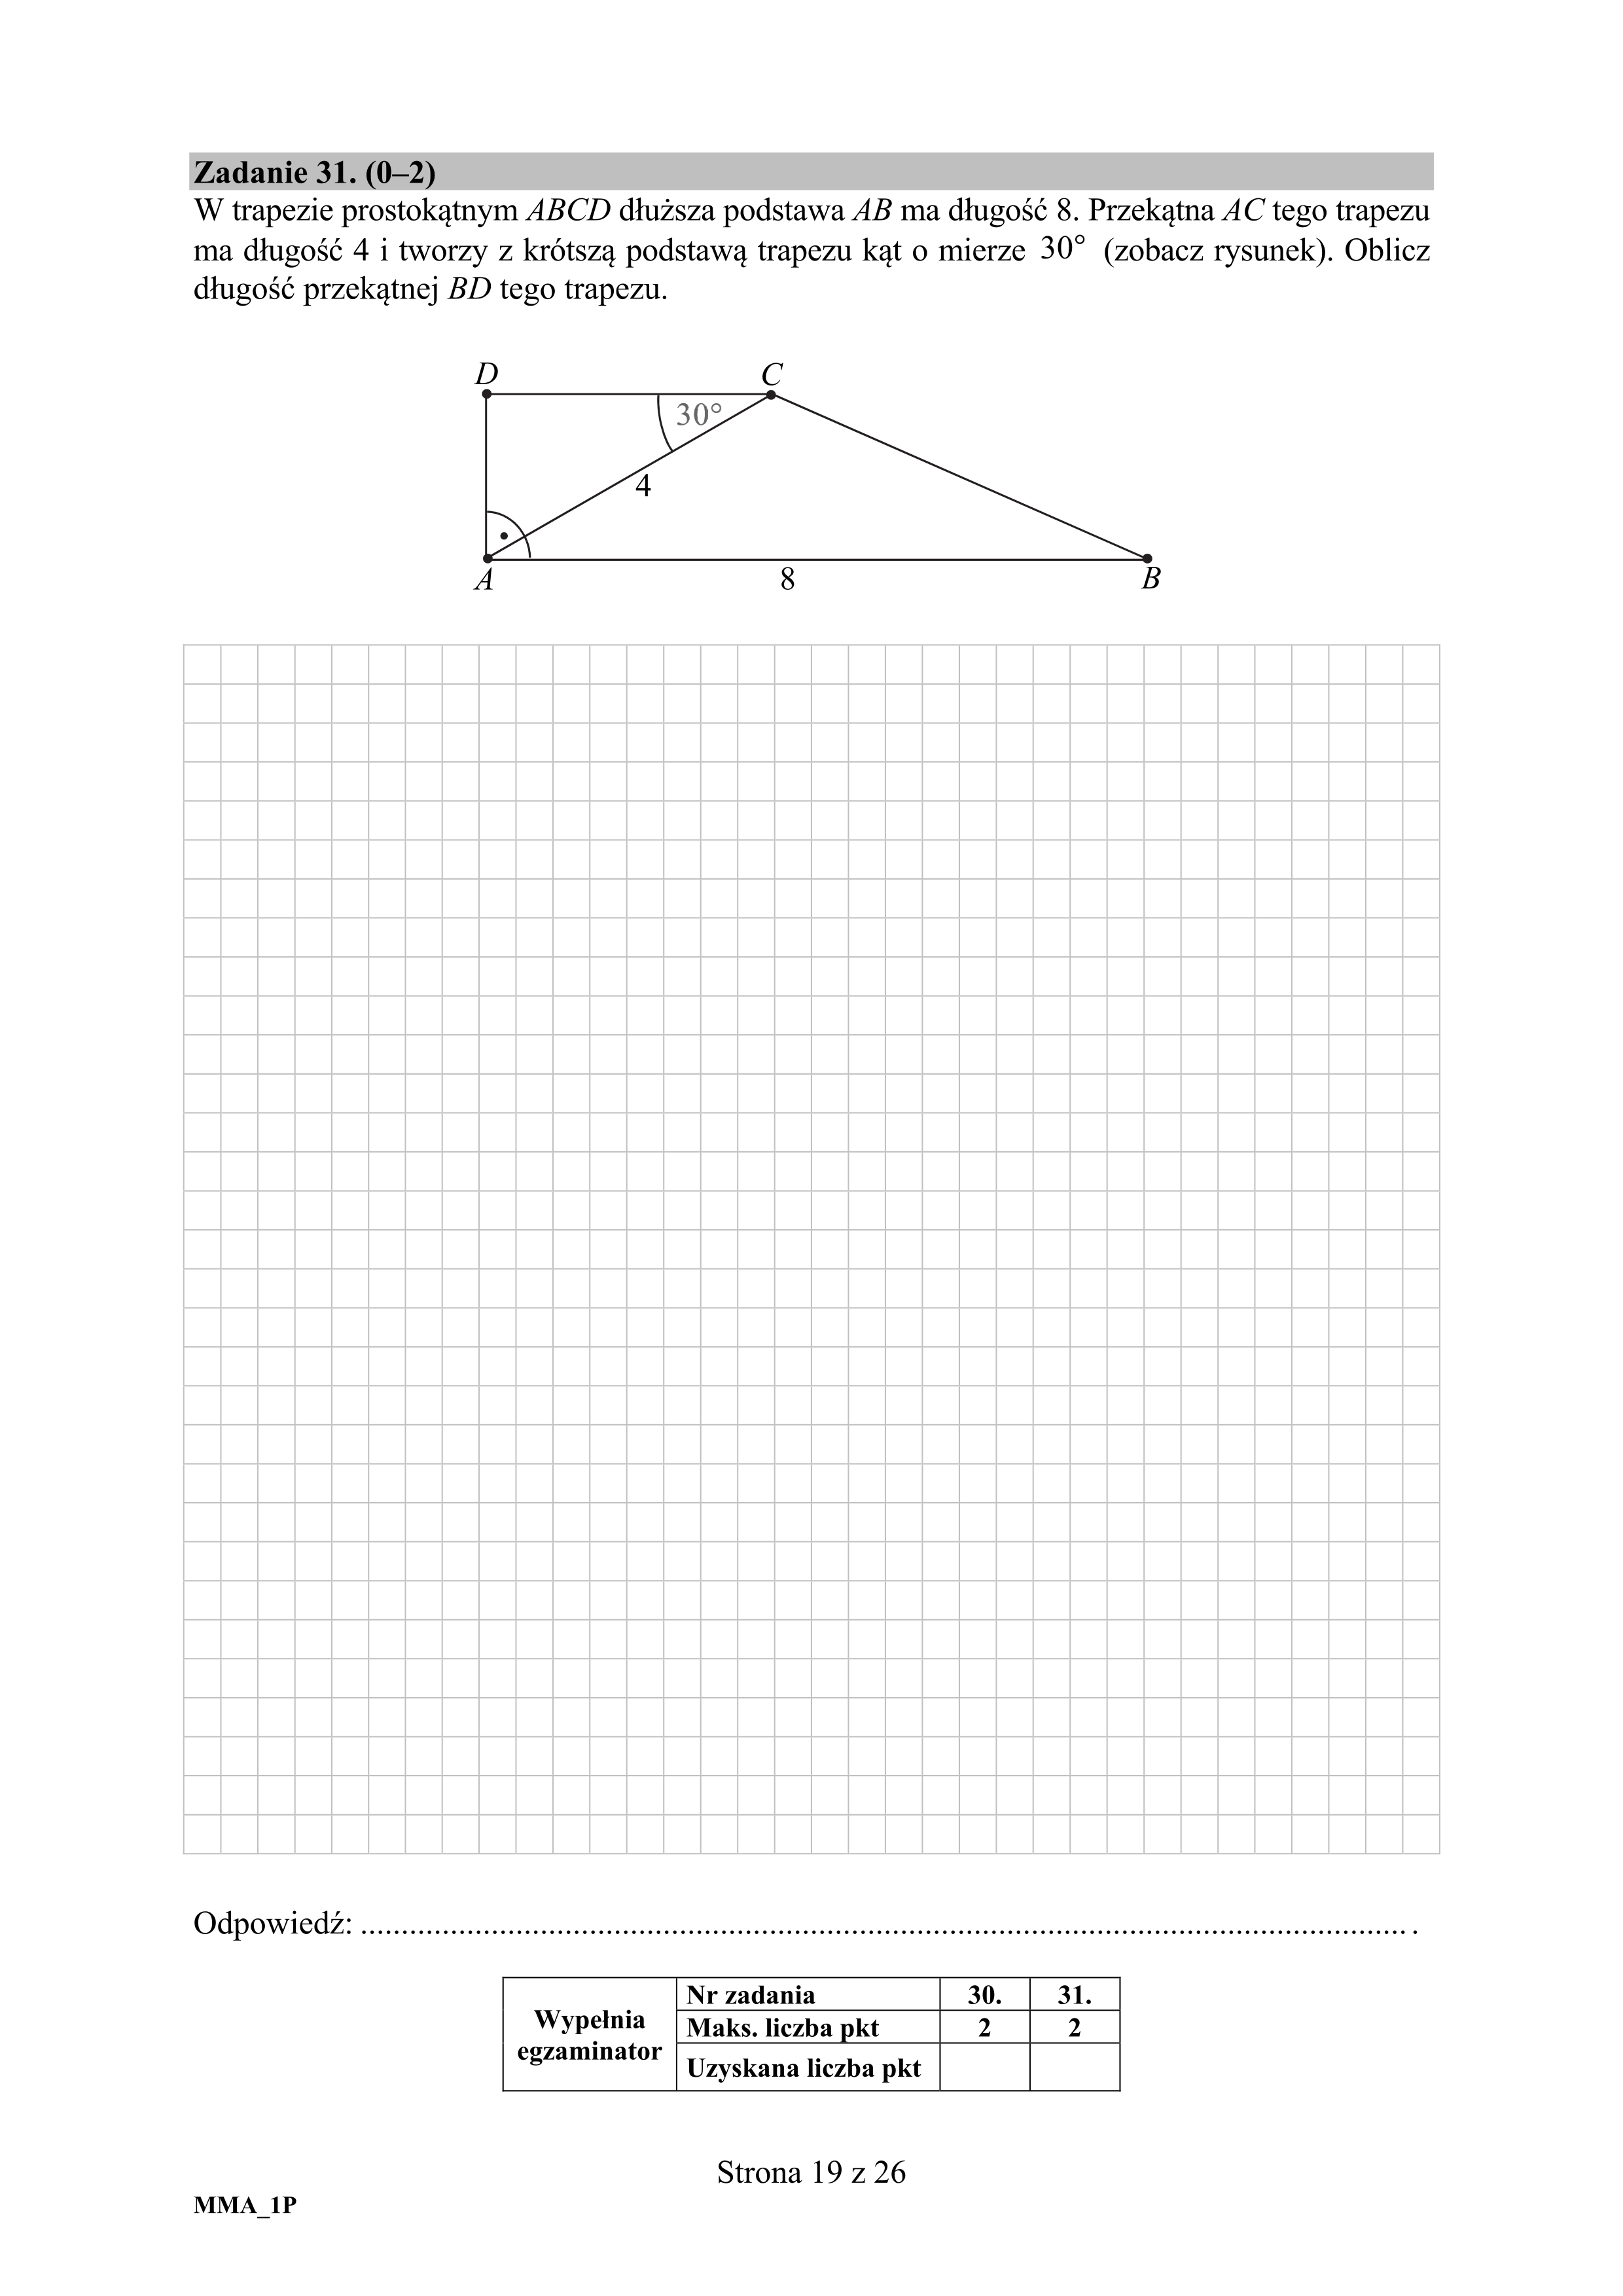 Zadanie 31. (0–2)
W trapezie prostokątnym ABCD dłuższa podstawa AB ma długość 8. Przekątna AC tego trapezu
ma długość 4 i tworzy z krótszą podstawą trapezu kąt o mierze 30° (zobacz rysunek). Oblicz
długość przekątnej BD tego trapezu.
D C
30°
4
A 8 B
Odpowiedź: .................................................................................................................................. .
Wypełnia egzaminator
Nr zadania 30. 31.
Maks. liczba pkt 2 2
Uzyskana liczba pkt
Strona 19 z 26
MMA_1P